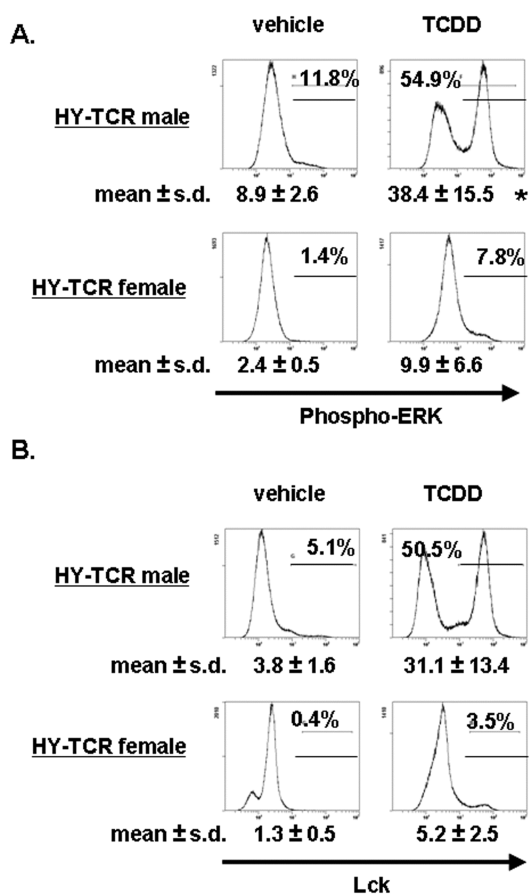 A.
vehicle TCDD
HY-TCR male
11.8% 54.9%
mean ± s.d. 8.9 ± 2.6 38.4 ± 15.5 *
HY-TCR female
1.4% 7.8%
mean ± s.d. 2.4 ± 0.5 9.9 ± 6.6
Phospho-ERK
B.
vehicle TCDD
HY-TCR male
5.1% 50.5%
mean ± s.d. 3.8 ± 1.6 31.1 ± 13.4
HY-TCR female
0.4% 3.5%
mean ± s.d. 1.3 ± 0.5 5.2 ± 2.5
Lck